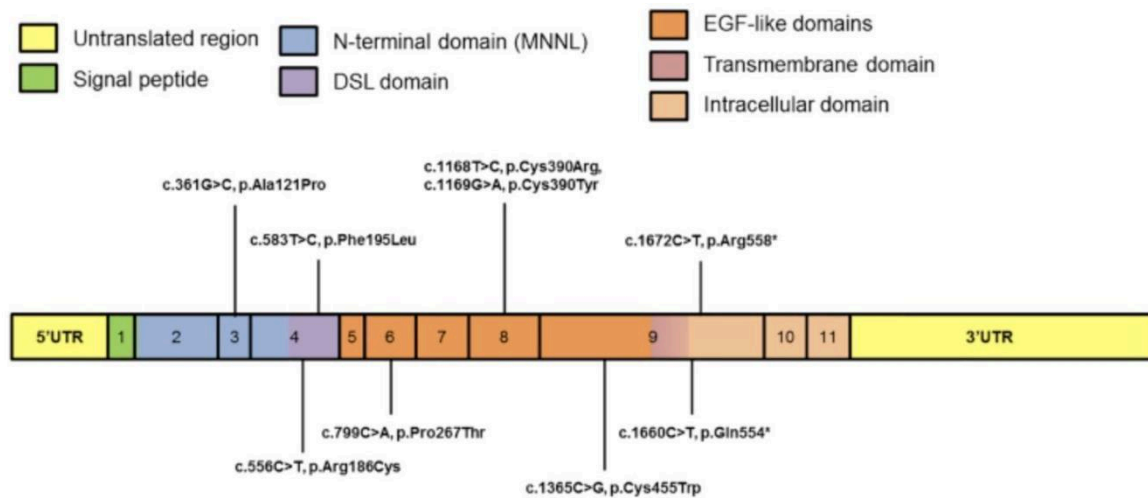 Untranslated region
Signal peptide
N-terminal domain (MNNL)
DSL domain
EGF-like domains
Transmembrane domain
Intracellular domain
c.1168T>C, p.Cys390Arg,
c.1169G>A, p.Cys390Tyr
c.361G>C, p.Ala121Pro
c.583T>C, p.Phe195Leu
c.1672C>T, p.Arg558*
5'UTR 1 2 3 4 5 6 7 8 9 10 11 3'UTR
c.799C>A, p.Pro267Thr
c.1660C>T, p.Gln554*
c.556C>T, p.Arg186Cys
c.1365C>G, p.Cys455Trp